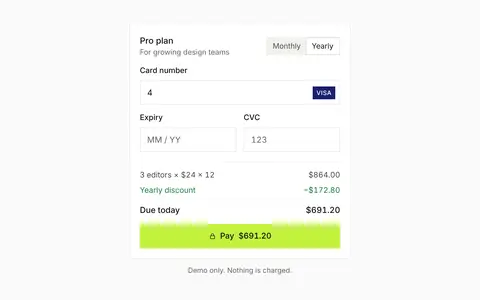 Pro plan
For growing design teams
Monthly
Yearly
Card number
4
VISA
Expiry
CVC
MM / YY
123
3 editors × $24 × 12
$864.00
Yearly discount
−$172.80
Due today
$691.20
Pay $691.20
Demo only. Nothing is charged.